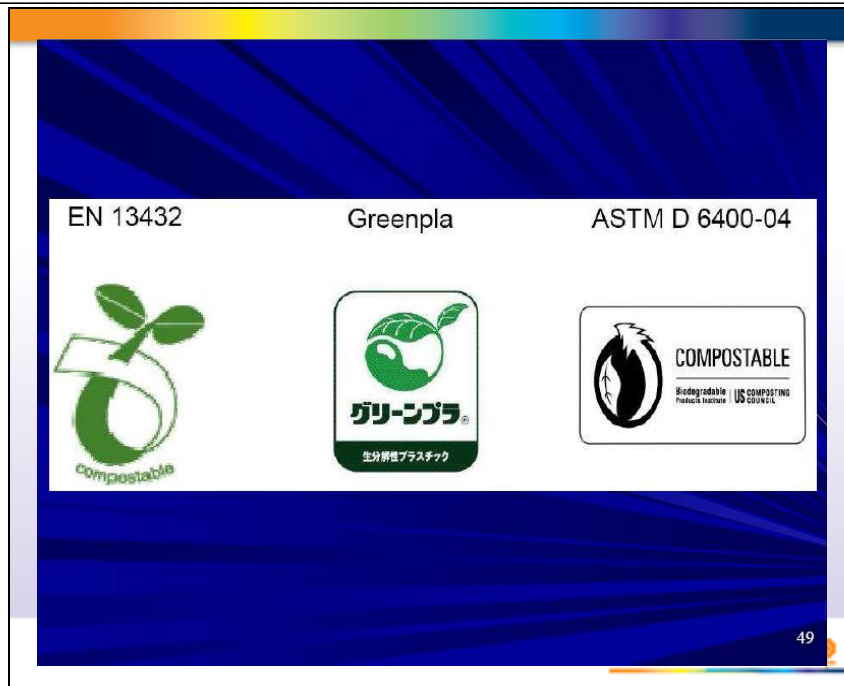 EN 13432
Greenpla
ASTM D 6400-04
compostable
グリーンプラ®
生分解性プラスチック
COMPOSTABLE
Biodegradable
Products Institute
US COMPOSTING
COUNCIL
49